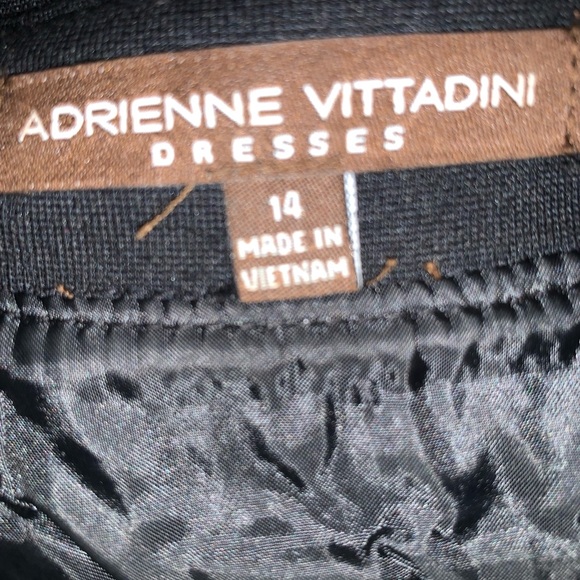 ADRIENNE VITTADINI
DRESSES
14
MADE IN
VIETNAM